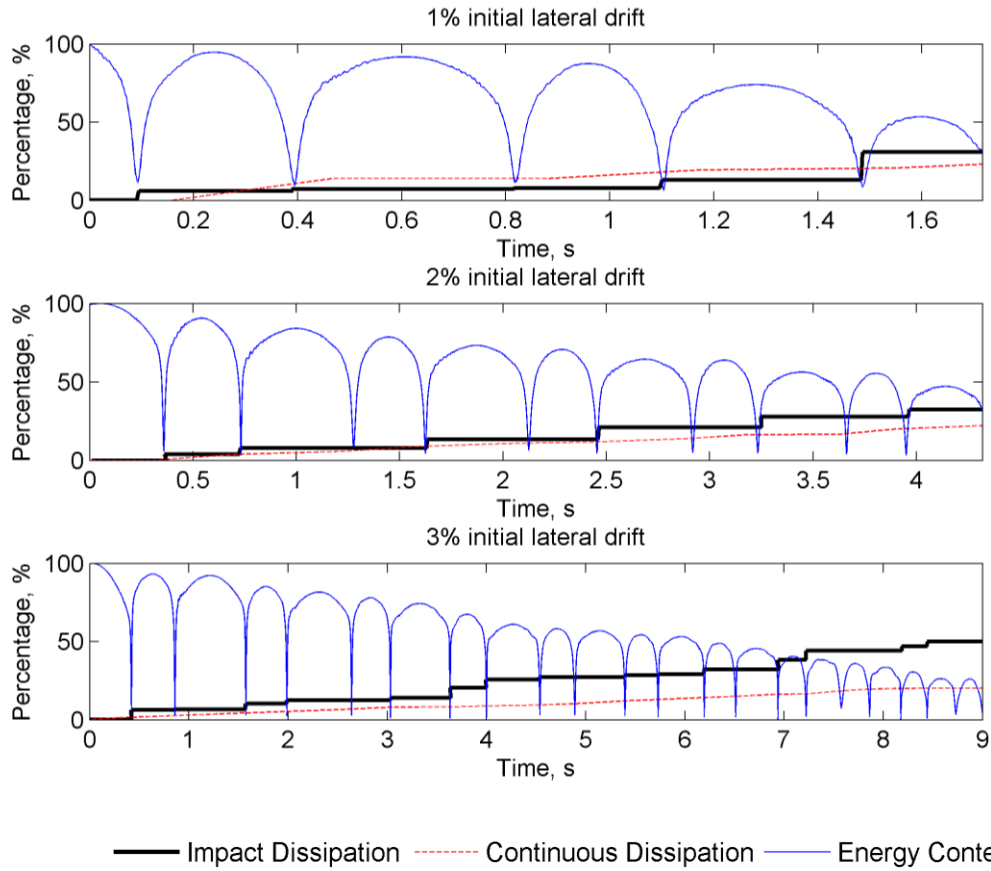 1% initial lateral drift
Percentage, %
100
50
0
0 0.2 0.4 0.6 0.8 1 1.2 1.4 1.6
Time, s
2% initial lateral drift
Percentage, %
100
50
0
0 0.5 1 1.5 2 2.5 3 3.5 4
Time, s
3% initial lateral drift
Percentage, %
100
50
0
0 1 2 3 4 5 6 7 8 9
Time, s
Impact Dissipation Continuous Dissipation Energy Conte